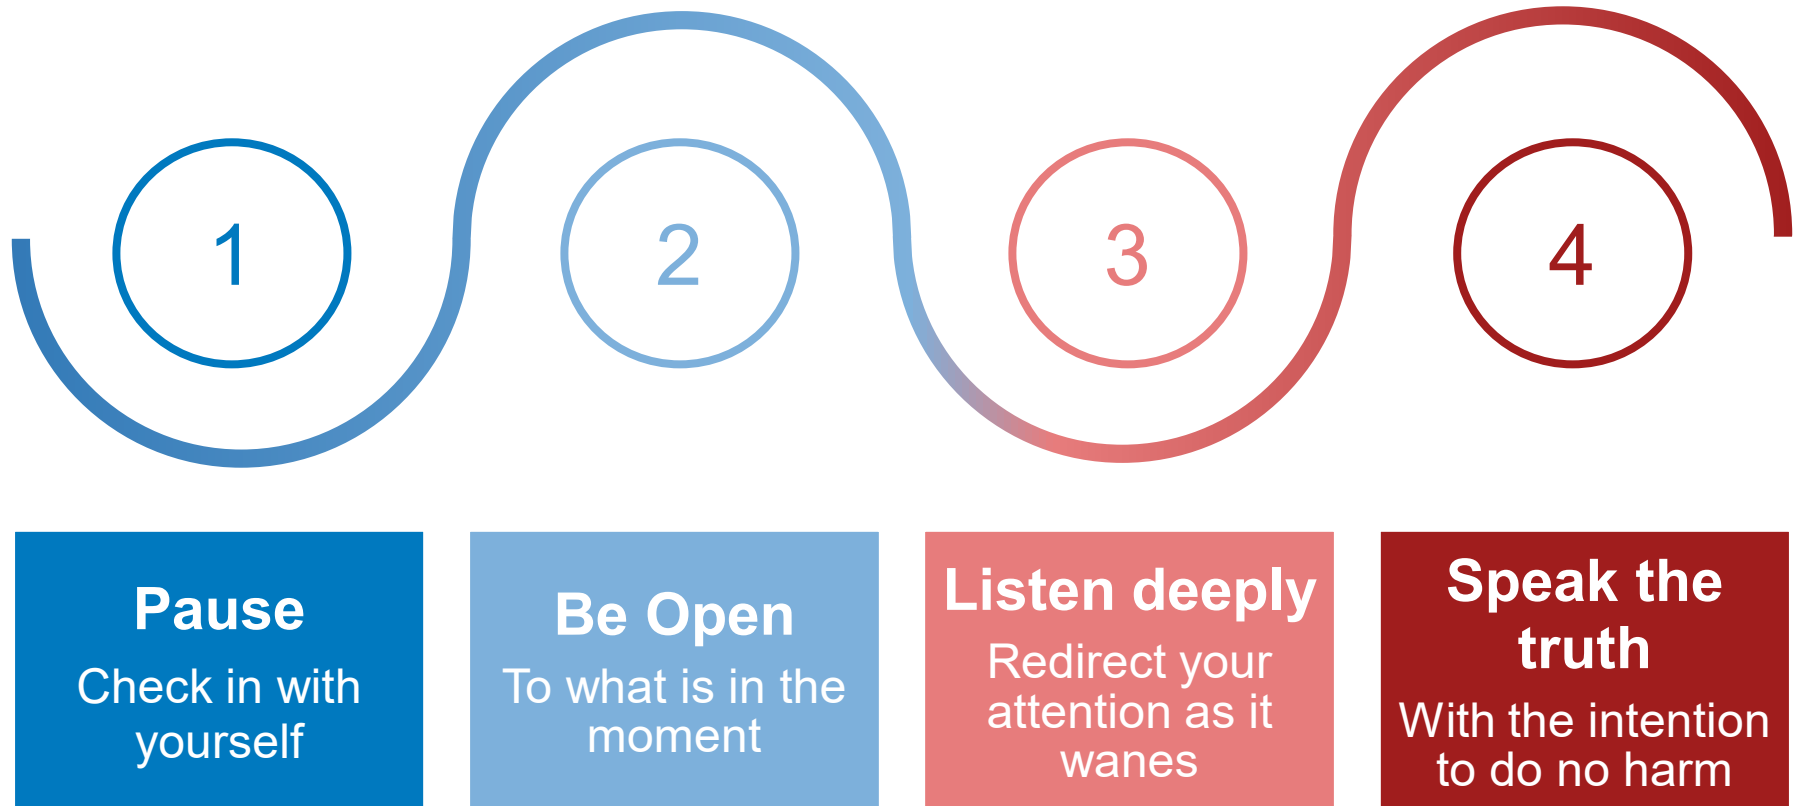 1
2
3
4
Pause
Check in with
yourself
Be Open
To what is in the
moment
Listen deeply
Redirect your
attention as it
wanes
Speak the
truth
With the intention
to do no harm